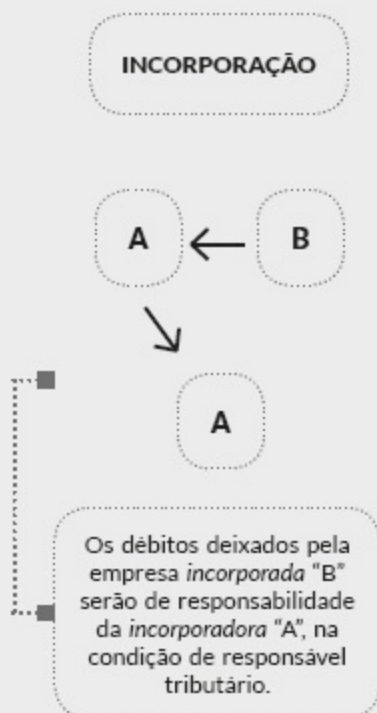 INCORPORAÇÃO
A
B
A
Os débitos deixados pela
empresa incorporada “B”
serão de responsabilidade
da incorporadora “A”, na
condição de responsável
tributário.